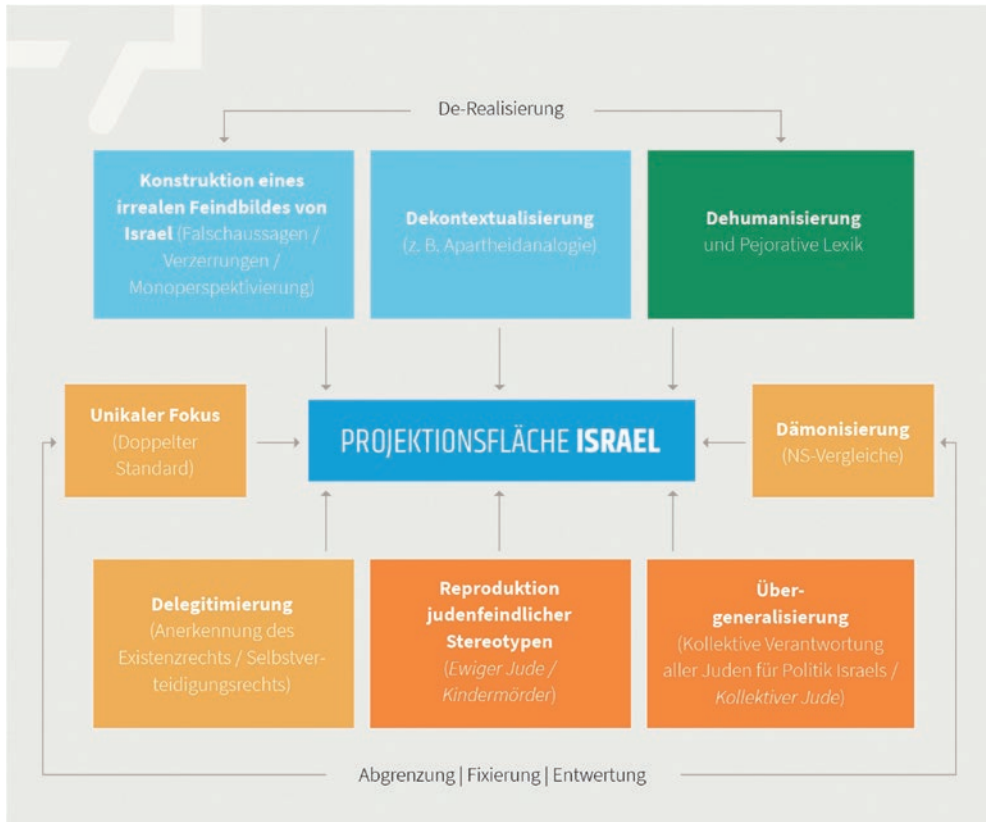 De-Realisierung
Konstruktion eines
irrealen Feindbildes von
Israel (Falschaussagen /
Verzerrungen /
Monoperspektivierung)
Dekontextualisierung
(z. B. Apartheidanalogie)
Dehumanisierung
und Pejorative Lexik
Unikaler Fokus
(Doppelter
Standard)
PROJEKTIONSFLÄCHE ISRAEL
Dämonisierung
(NS-Vergleiche)
Delegitimierung
(Anerkennung des
Existenzrechts / Selbstver-
teidigungsrechts)
Reproduktion
judenfeindlicher
Stereotypen
(Ewiger Jude /
Kindermörder)
Über-
generalisierung
(Kollektive Verantwortung
aller Juden für Politik Israels /
Kollektiver Jude)
Abgrenzung | Fixierung | Entwertung